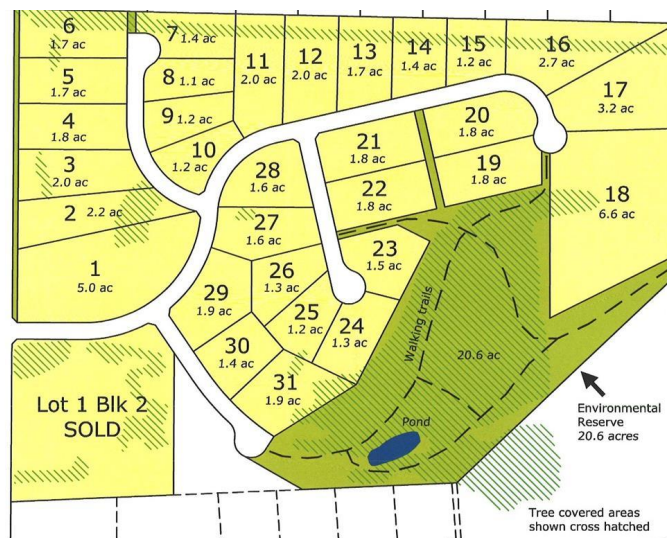 6
1.7 ac
7 1.4 ac
5
1.7 ac
8 1.1 ac
4
1.8 ac
9 1.2 ac
3
2.0 ac
10
1.2 ac
2 2.2 ac
1
5.0 ac
11
2.0 ac
12
2.0 ac
13
1.7 ac
14
1.4 ac
15
1.2 ac
16
2.7 ac
17
3.2 ac
18
6.6 ac
20
1.8 ac
19
1.8 ac
21
1.8 ac
22
1.8 ac
28
1.6 ac
27
1.6 ac
26
1.3 ac
23
1.5 ac
25
1.2 ac
24
1.3 ac
29
1.9 ac
30
1.4 ac
31
1.9 ac
Lot 1 Blk 2
SOLD
Walking trails
20.6 ac
Pond
Environmental
Reserve
20.6 acres
Tree covered areas
shown cross hatched